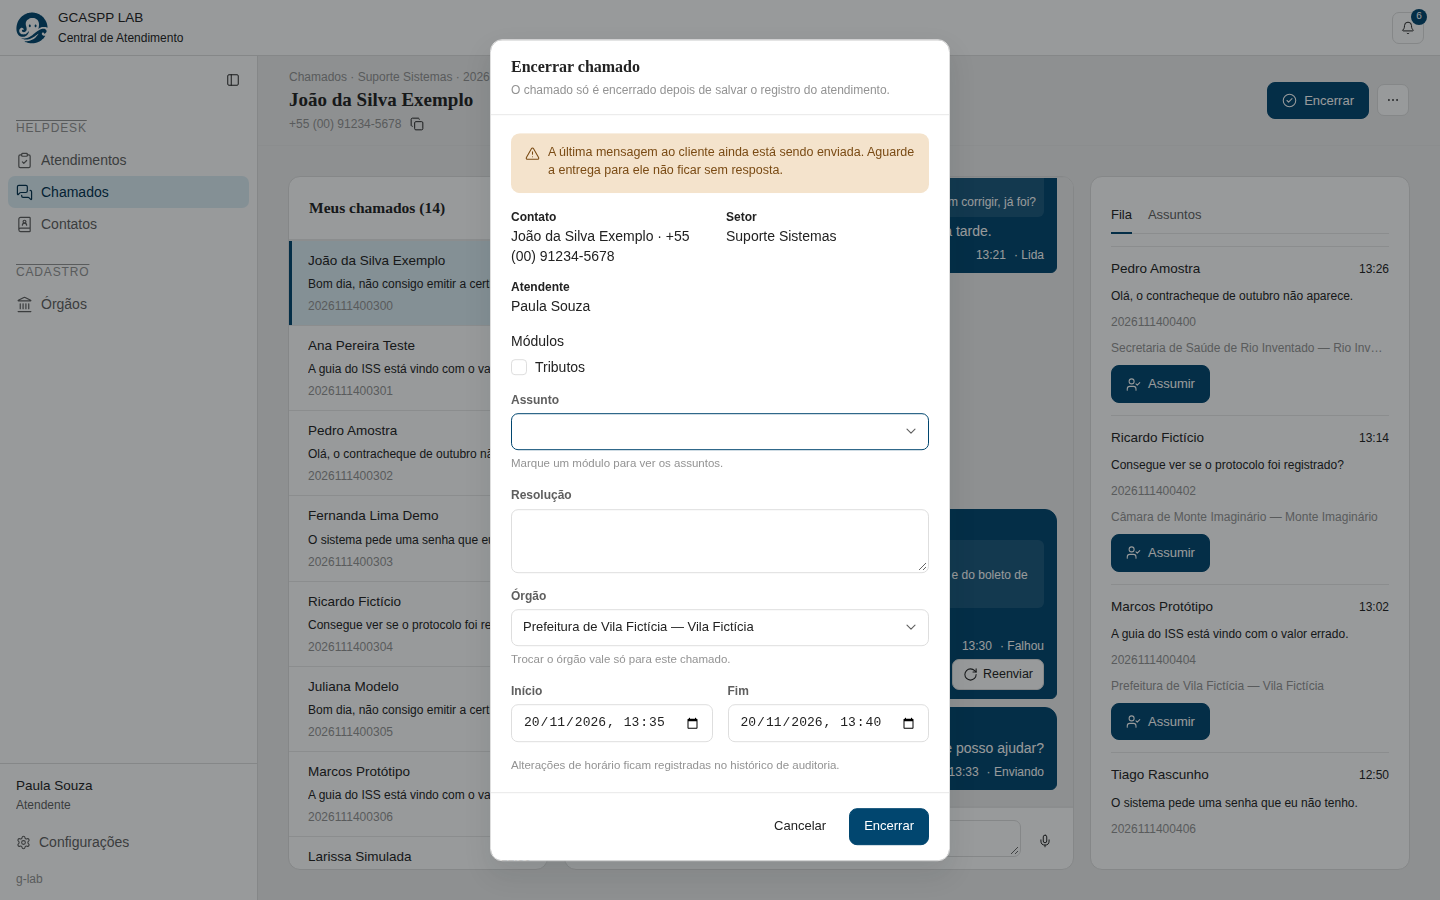 GCASPP LAB
Central de Atendimento
6
HELPDESK
Atendimentos
Chamados
Contatos
CADASTRO
Órgãos
Paula Souza
Atendente
Configurações
g-lab
Chamados · Suporte Sistemas · 2026
João da Silva Exemplo
+55 (00) 91234-5678
Encerrar
Meus chamados (14)
João da Silva Exemplo
Bom dia, não consigo emitir a cert
2026111400300
Ana Pereira Teste
A guia do ISS está vindo com o va
2026111400301
Pedro Amostra
Olá, o contracheque de outubro nã
2026111400302
Fernanda Lima Demo
O sistema pede uma senha que eu
2026111400303
Ricardo Fictício
Consegue ver se o protocolo foi re
2026111400304
Juliana Modelo
Bom dia, não consigo emitir a cert
2026111400305
Marcos Protótipo
A guia do ISS está vindo com o va
2026111400306
Larissa Simulada
Encerrar chamado
O chamado só é encerrado depois de salvar o registro do atendimento.
A última mensagem ao cliente ainda está sendo enviada. Aguarde
a entrega para ele não ficar sem resposta.
Contato
João da Silva Exemplo · +55
(00) 91234-5678
Setor
Suporte Sistemas
Atendente
Paula Souza
Módulos
Tributos
Assunto
Marque um módulo para ver os assuntos.
Resolução
Órgão
Prefeitura de Vila Fictícia — Vila Fictícia
Trocar o órgão vale só para este chamado.
Início
20/11/2026, 13:35
Fim
20/11/2026, 13:40
Alterações de horário ficam registradas no histórico de auditoria.
Cancelar
Encerrar
corrigir, já foi?
tarde.
13:21 · Lida
e do boleto de
13:30 · Falhou
Reenviar
posso ajudar?
13:33 · Enviando
Fila
Assuntos
Pedro Amostra
13:26
Olá, o contracheque de outubro não aparece.
2026111400400
Secretaria de Saúde de Rio Inventado — Rio Inv…
Assumir
Ricardo Fictício
13:14
Consegue ver se o protocolo foi registrado?
2026111400402
Câmara de Monte Imaginário — Monte Imaginário
Assumir
Marcos Protótipo
13:02
A guia do ISS está vindo com o valor errado.
2026111400404
Prefeitura de Vila Fictícia — Vila Fictícia
Assumir
Tiago Rascunho
12:50
O sistema pede uma senha que eu não tenho.
2026111400406